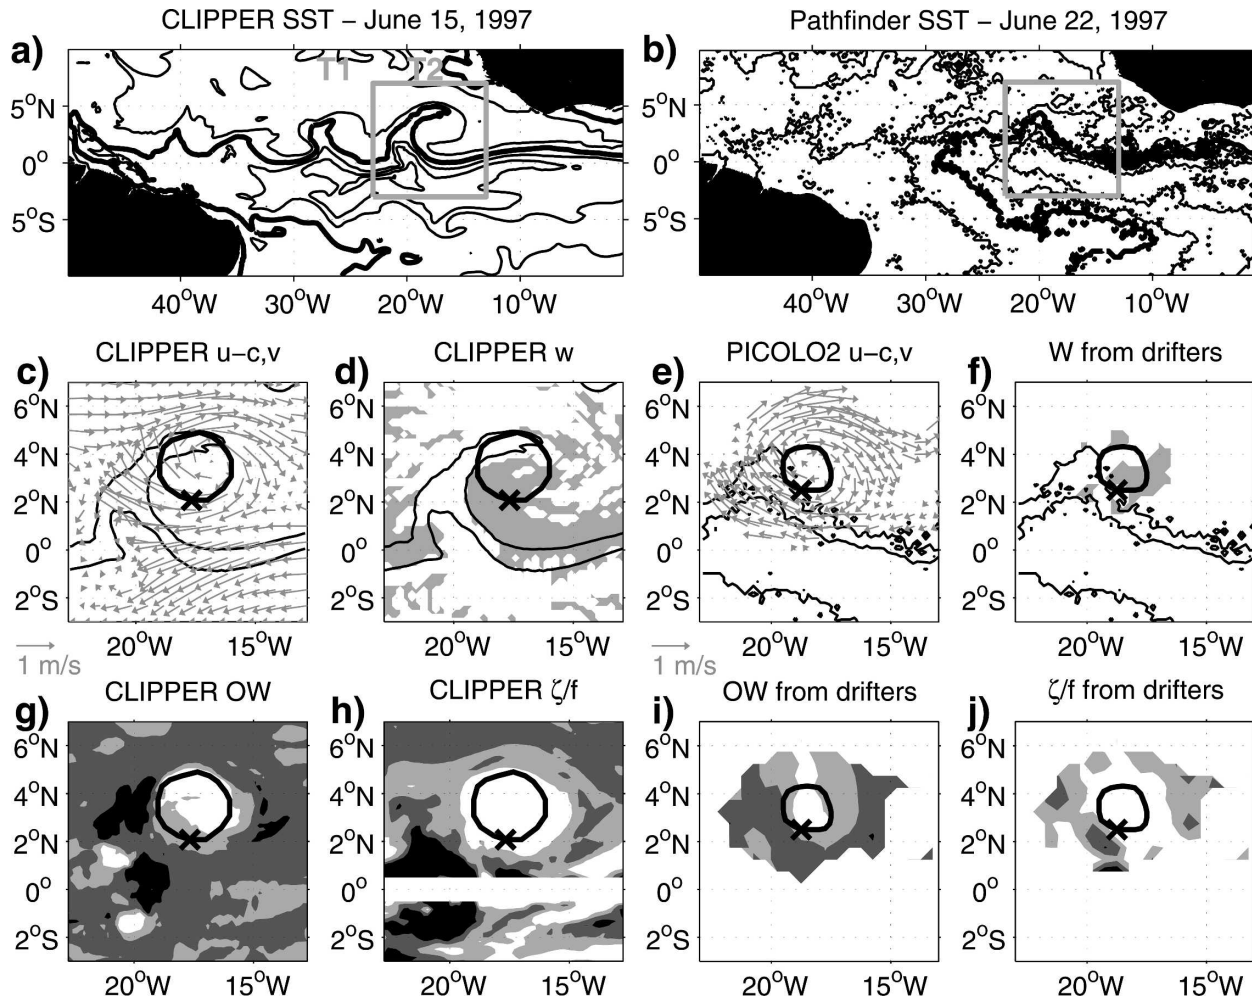 CLIPPER SST − June 15, 1997
Pathfinder SST − June 22, 1997
a)
T1
T2
5°N
0°
5°S
40°W
30°W
20°W
10°W
b)
5°N
0°
5°S
40°W
30°W
20°W
10°W
CLIPPER u−c,v
CLIPPER w
PICOLO2 u−c,v
W from drifters
c)
6°N
4°N
2°N
0°
2°S
20°W
15°W
1 m/s
d)
6°N
4°N
2°N
0°
2°S
20°W
15°W
e)
6°N
4°N
2°N
0°
2°S
20°W
15°W
1 m/s
f)
6°N
4°N
2°N
0°
2°S
20°W
15°W
CLIPPER OW
CLIPPER ζ/f
OW from drifters
ζ/f from drifters
g)
6°N
4°N
2°N
0°
2°S
20°W
15°W
h)
6°N
4°N
2°N
0°
2°S
20°W
15°W
i)
6°N
4°N
2°N
0°
2°S
20°W
15°W
j)
6°N
4°N
2°N
0°
2°S
20°W
15°W